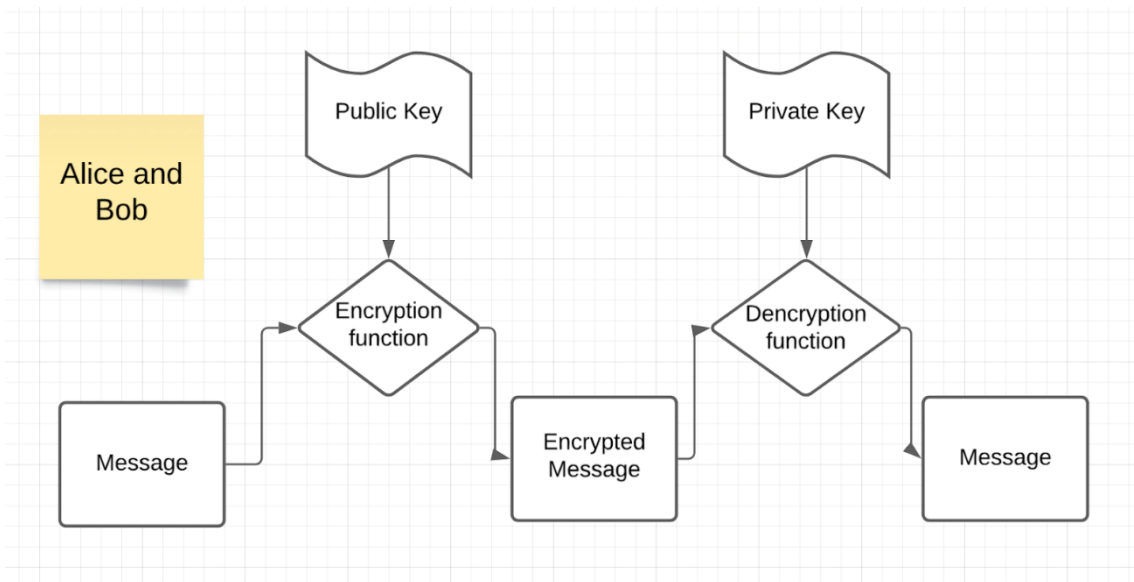 Public Key
Private Key
Alice and
Bob
Encryption
function
Dencryption
function
Message
Encrypted
Message
Message